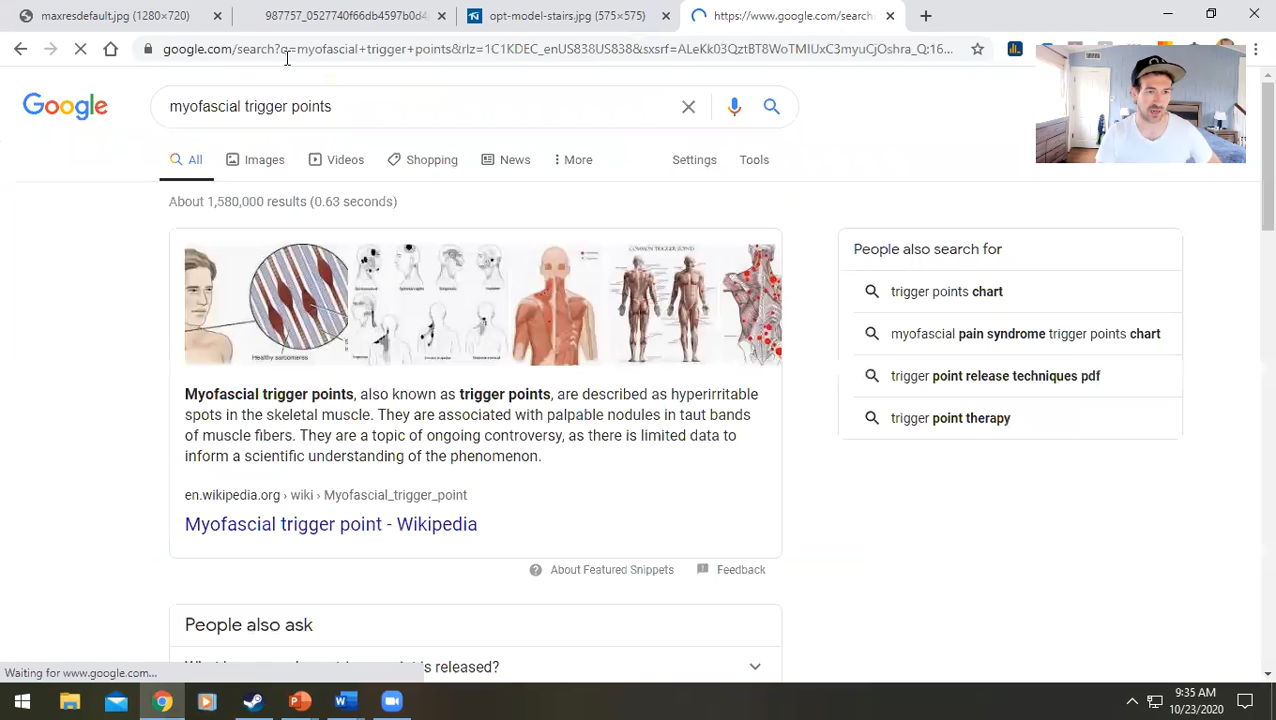 maxresdefault.jpg (1280×720)
987757_0527740f66db4597b0d4
opt-model-stairs.jpg (575×575)
https://www.google.com/search
google.com/search?q=myofascial+trigger+points&rlz=1C1KDEC_enUS838US838&sxsrf=ALeKk03QztBT8WoTMIUxC3myuCjOshra_Q:16...
Google
myofascial trigger points
All
Images
Videos
Shopping
News
More
Settings
Tools
About 1,580,000 results (0.63 seconds)
COMMON TRIGGER POINTS
Healthy sarcomeres
Myofascial trigger points, also known as trigger points, are described as hyperirritable
spots in the skeletal muscle. They are associated with palpable nodules in taut bands
of muscle fibers. They are a topic of ongoing controversy, as there is limited data to
inform a scientific understanding of the phenomenon.
en.wikipedia.org › wiki › Myofascial_trigger_point
Myofascial trigger point - Wikipedia
About Featured Snippets
Feedback
People also ask
is released?
People also search for
trigger points chart
myofascial pain syndrome trigger points chart
trigger point release techniques pdf
trigger point therapy
Waiting for www.google.com...
9:35 AM
10/23/2020